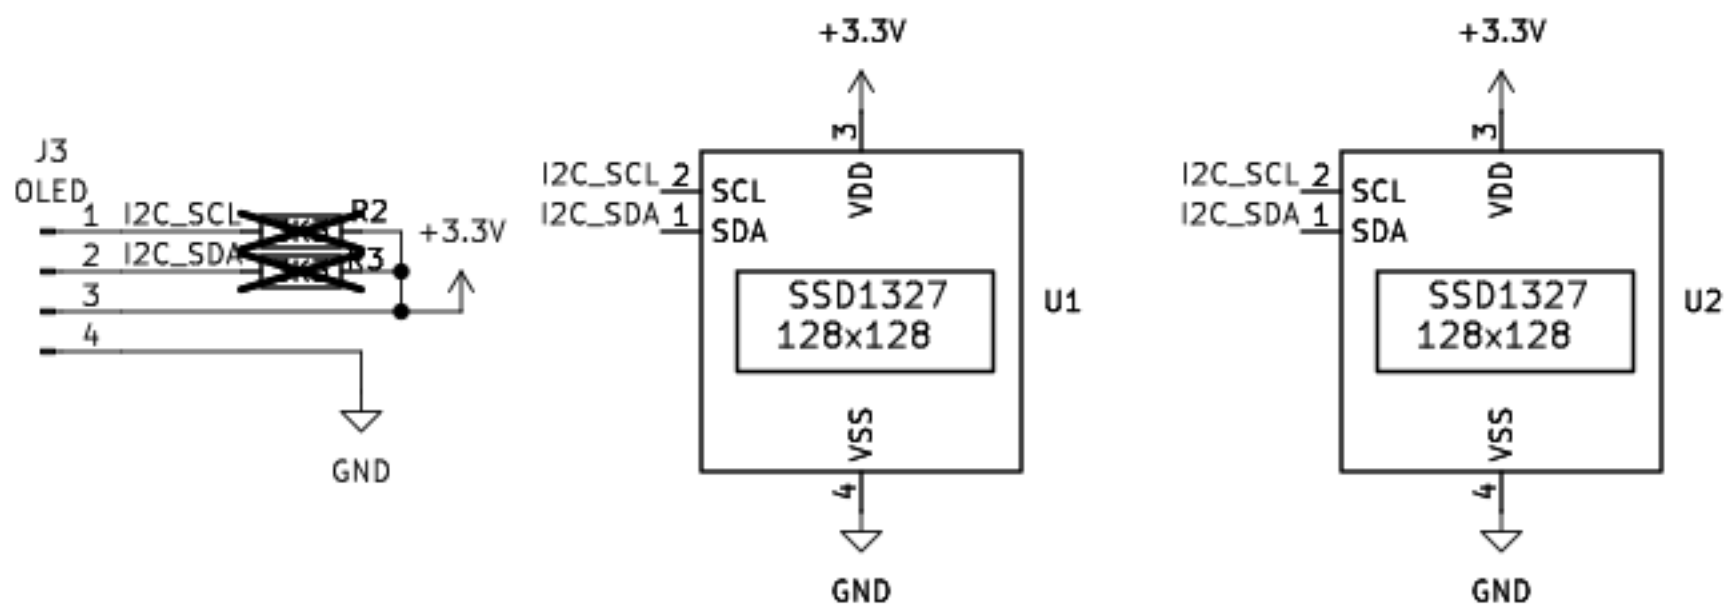 J3
OLED
1 I2C_SCL R2
2 I2C_SDA R3
3
4
+3.3V
GND
+3.3V
3
VDD
I2C_SCL 2 SCL
I2C_SDA 1 SDA
SSD1327
128x128
U1
VSS
4
GND
+3.3V
3
VDD
I2C_SCL 2 SCL
I2C_SDA 1 SDA
SSD1327
128x128
U2
VSS
4
GND